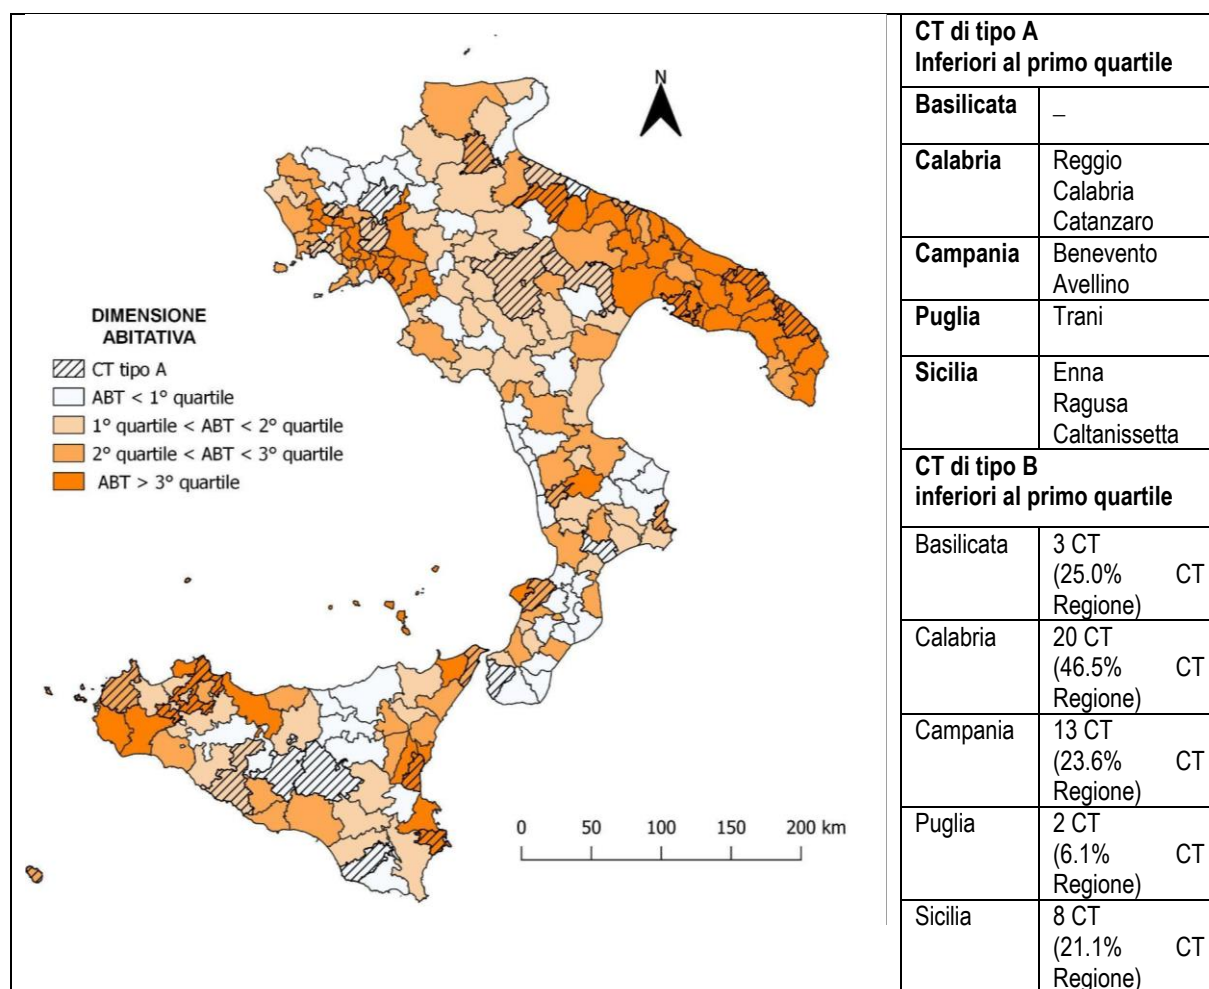 N
DIMENSIONE
ABITATIVA
CT tipo A
ABT < 1° quartile
1° quartile < ABT < 2° quartile
2° quartile < ABT < 3° quartile
ABT > 3° quartile
0 50 100 150 200 km
CT di tipo A
Inferiori al primo quartile
Basilicata _
Calabria Reggio
Calabria
Catanzaro
Campania Benevento
Avellino
Puglia Trani
Sicilia Enna
Ragusa
Caltanissetta
CT di tipo B
inferiori al primo quartile
Basilicata 3 CT
(25.0% CT
Regione)
Calabria 20 CT
(46.5% CT
Regione)
Campania 13 CT
(23.6% CT
Regione)
Puglia 2 CT
(6.1% CT
Regione)
Sicilia 8 CT
(21.1% CT
Regione)